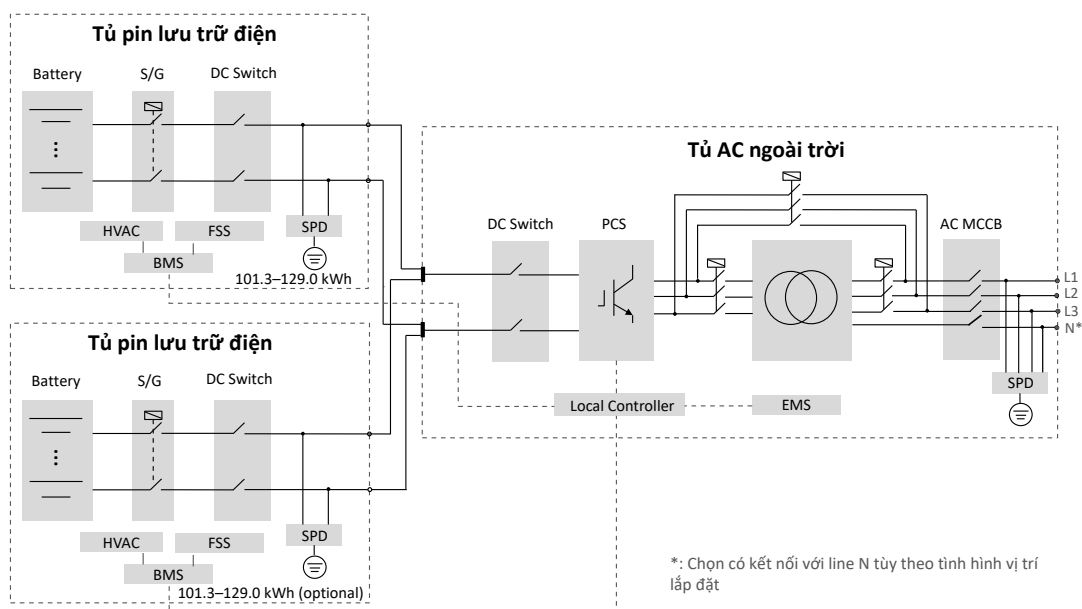 Tủ pin lưu trữ điện
Battery S/G DC Switch
HVAC FSS SPD
BMS
101.3–129.0 kWh
Tủ AC ngoài trời
DC Switch PCS AC MCCB
L1
L2
L3
N*
SPD
Local Controller EMS
Tủ pin lưu trữ điện
Battery S/G DC Switch
HVAC FSS SPD
BMS
101.3–129.0 kWh (optional)
*: Chọn có kết nối với line N tùy theo tình hình vị trí
lắp đặt